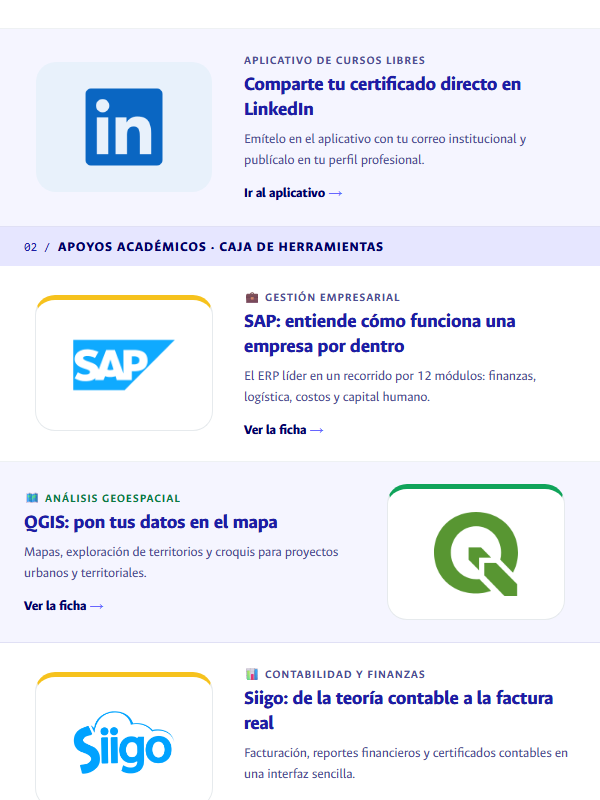 in
APLICATIVO DE CURSOS LIBRES
Comparte tu certificado directo en
LinkedIn
Emítelo en el aplicativo con tu correo institucional y
publícalo en tu perfil profesional.
Ir al aplicativo →
02 / APOYOS ACADÉMICOS · CAJA DE HERRAMIENTAS
SAP
GESTIÓN EMPRESARIAL
SAP: entiende cómo funciona una
empresa por dentro
El ERP líder en un recorrido por 12 módulos: finanzas,
logística, costos y capital humano.
Ver la ficha →
ANÁLISIS GEOESPACIAL
QGIS: pon tus datos en el mapa
Mapas, exploración de territorios y croquis para proyectos
urbanos y territoriales.
Ver la ficha →
Siigo
CONTABILIDAD Y FINANZAS
Siigo: de la teoría contable a la factura
real
Facturación, reportes financieros y certificados contables en
una interfaz sencilla.